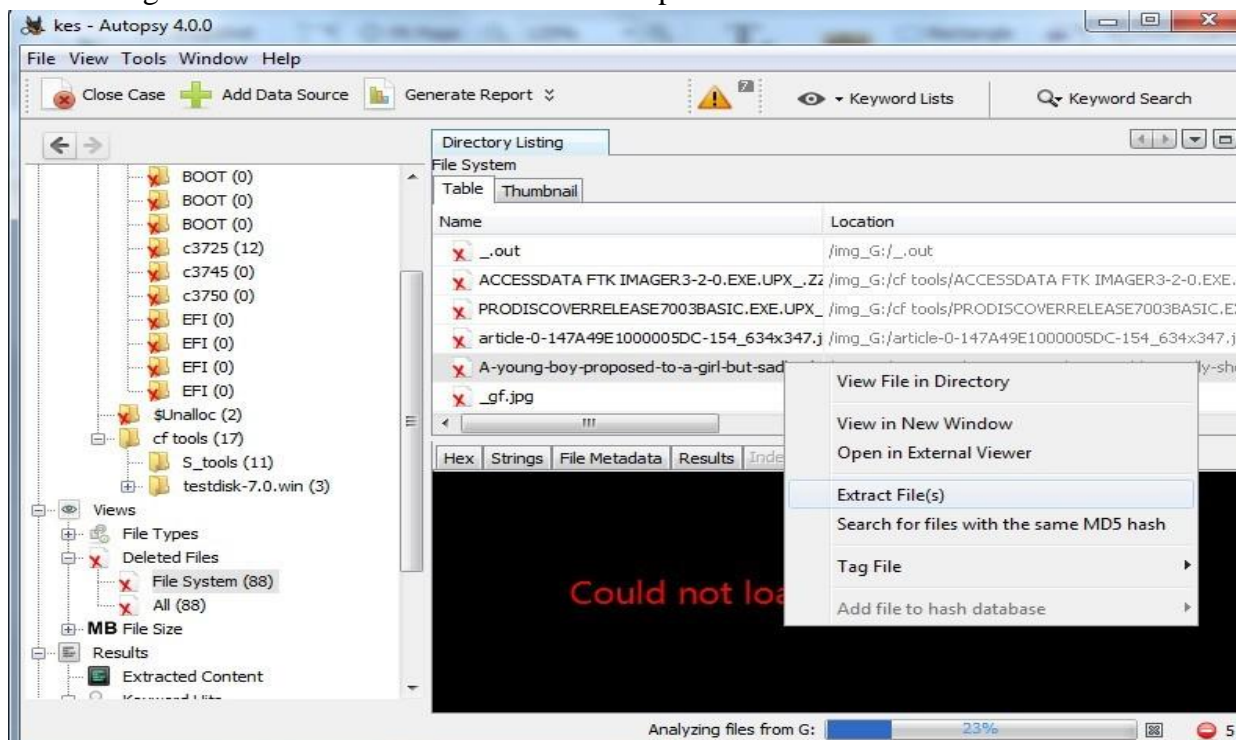 kes - Autopsy 4.0.0
File View Tools Window Help
Close Case Add Data Source Generate Report Keyword Lists Keyword Search
Directory Listing
File System
Table Thumbnail
Name Location
BOOT (0)
BOOT (0)
BOOT (0)
c3725 (12)
c3745 (0)
c3750 (0)
EFI (0)
EFI (0)
EFI (0)
EFI (0)
$Unalloc (2)
cf tools (17)
S_tools (11)
testdisk-7.0.win (3)
Views
File Types
Deleted Files
File System (88)
All (88)
MB File Size
Results
Extracted Content
_.out /img_G:/_.out
ACCESSDATA FTK IMAGER3-2-0.EXE.UPX_.ZZ /img_G:/cf tools/ACCESSDATA FTK IMAGER3-2-0.EXE.
PRODISCOVERRELEASE7003BASIC.EXE.UPX_ /img_G:/cf tools/PRODISCOVERRELEASE7003BASIC.EX
article-0-147A49E1000005DC-154_634x347.j /img_G:/article-0-147A49E1000005DC-154_634x347.j
A-young-boy-proposed-to-a-girl-but-sad
_gf.jpg
Hex Strings File Metadata Results Inde
View File in Directory
View in New Window
Open in External Viewer
Extract File(s)
Search for files with the same MD5 hash
Tag File
Add file to hash database
Could not loa
Analyzing files from G: 23% 5